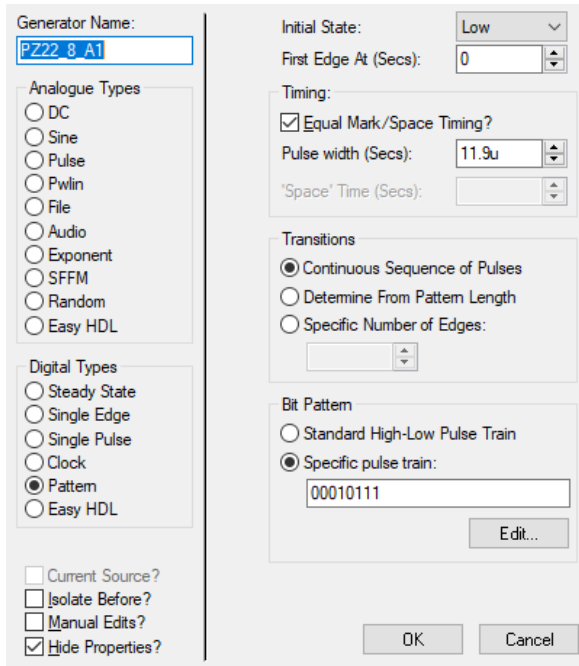 Generator Name:
PZ22_8_A1
Analogue Types
DC
Sine
Pulse
Pwlin
File
Audio
Exponent
SFFM
Random
Easy HDL
Digital Types
Steady State
Single Edge
Single Pulse
Clock
Pattern
Easy HDL
Current Source?
Isolate Before?
Manual Edits?
Hide Properties?
Initial State: Low
First Edge At (Secs): 0
Timing:
Equal Mark/Space Timing?
Pulse width (Secs): 11.9u
'Space' Time (Secs):
Transitions
Continuous Sequence of Pulses
Determine From Pattern Length
Specific Number of Edges:
Bit Pattern
Standard High-Low Pulse Train
Specific pulse train:
00010111
Edit...
OK Cancel